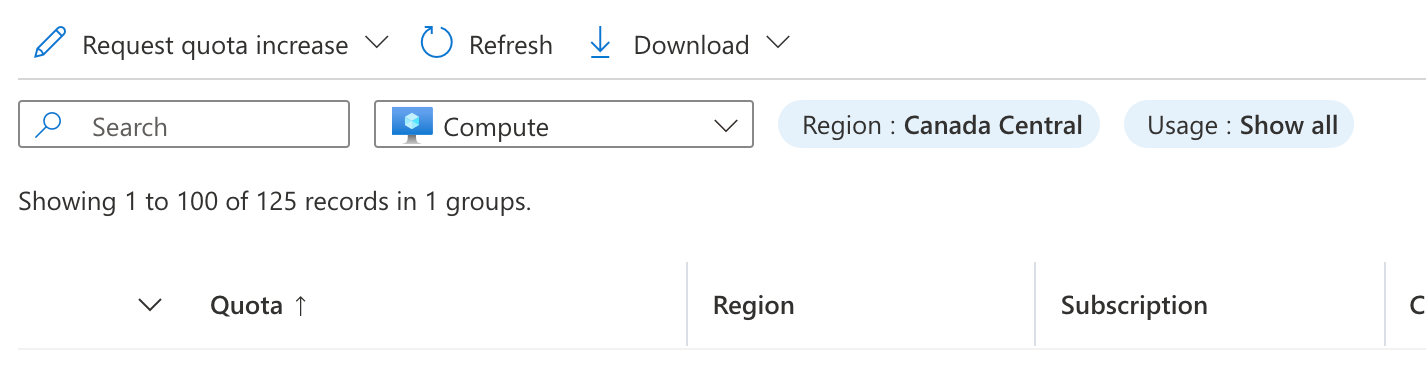 Request quota increase Refresh Download
Search Compute Region : Canada Central Usage : Show all
Showing 1 to 100 of 125 records in 1 groups.
Quota ↑ Region Subscription C